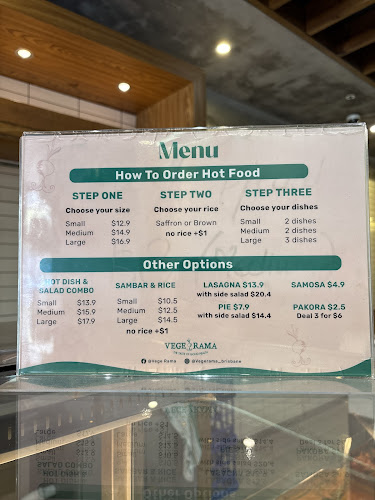 Menu
How To Order Hot Food
STEP ONE
Choose your size
Small $12.9
Medium $14.9
Large $16.9
STEP TWO
Choose your rice
Saffron or Brown
no rice +$1
STEP THREE
Choose your dishes
Small 2 dishes
Medium 2 dishes
Large 3 dishes
Other Options
HOT DISH &
SALAD COMBO
Small $13.9
Medium $15.9
Large $17.9
SAMBAR & RICE
Small $10.5
Medium $12.5
Large $14.5
no rice +$1
LASAGNA $13.9
with side salad $20.4
PIE $7.9
with side salad $14.4
SAMOSA $4.9
PAKORA $2.5
Deal 3 for $6
VEGE RAMA
Vege Rama @Vegerama_brisbane